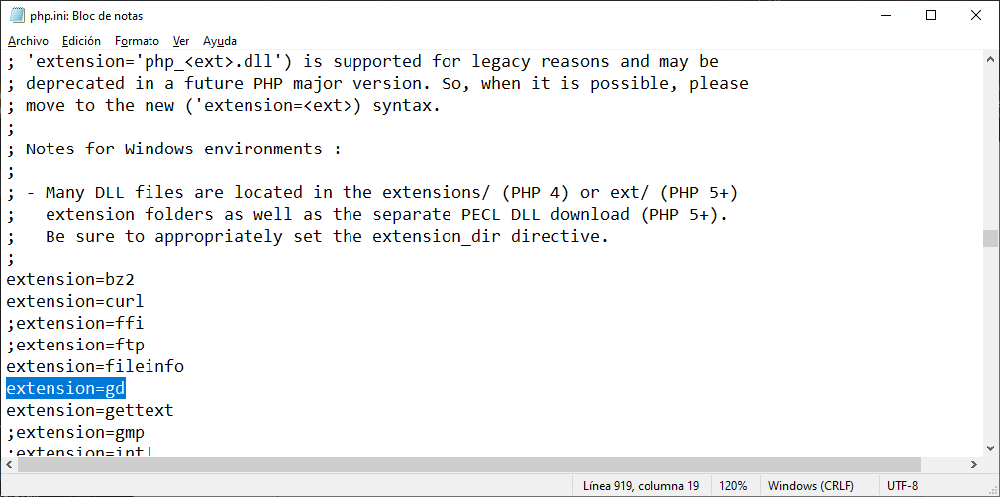 php.ini: Bloc de notas
Archivo Edición Formato Ver Ayuda
; 'extension='php_<ext>.dll') is supported for legacy reasons and may be
; deprecated in a future PHP major version. So, when it is possible, please
; move to the new ('extension=<ext>) syntax.
;
; Notes for Windows environments :
;
; - Many DLL files are located in the extensions/ (PHP 4) or ext/ (PHP 5+)
;   extension folders as well as the separate PECL DLL download (PHP 5+).
;   Be sure to appropriately set the extension_dir directive.
;
extension=bz2
extension=curl
;extension=ffi
;extension=ftp
extension=fileinfo
extension=gd
extension=gettext
;extension=gmp
;extension=intl
Línea 919, columna 19 120% Windows (CRLF) UTF-8